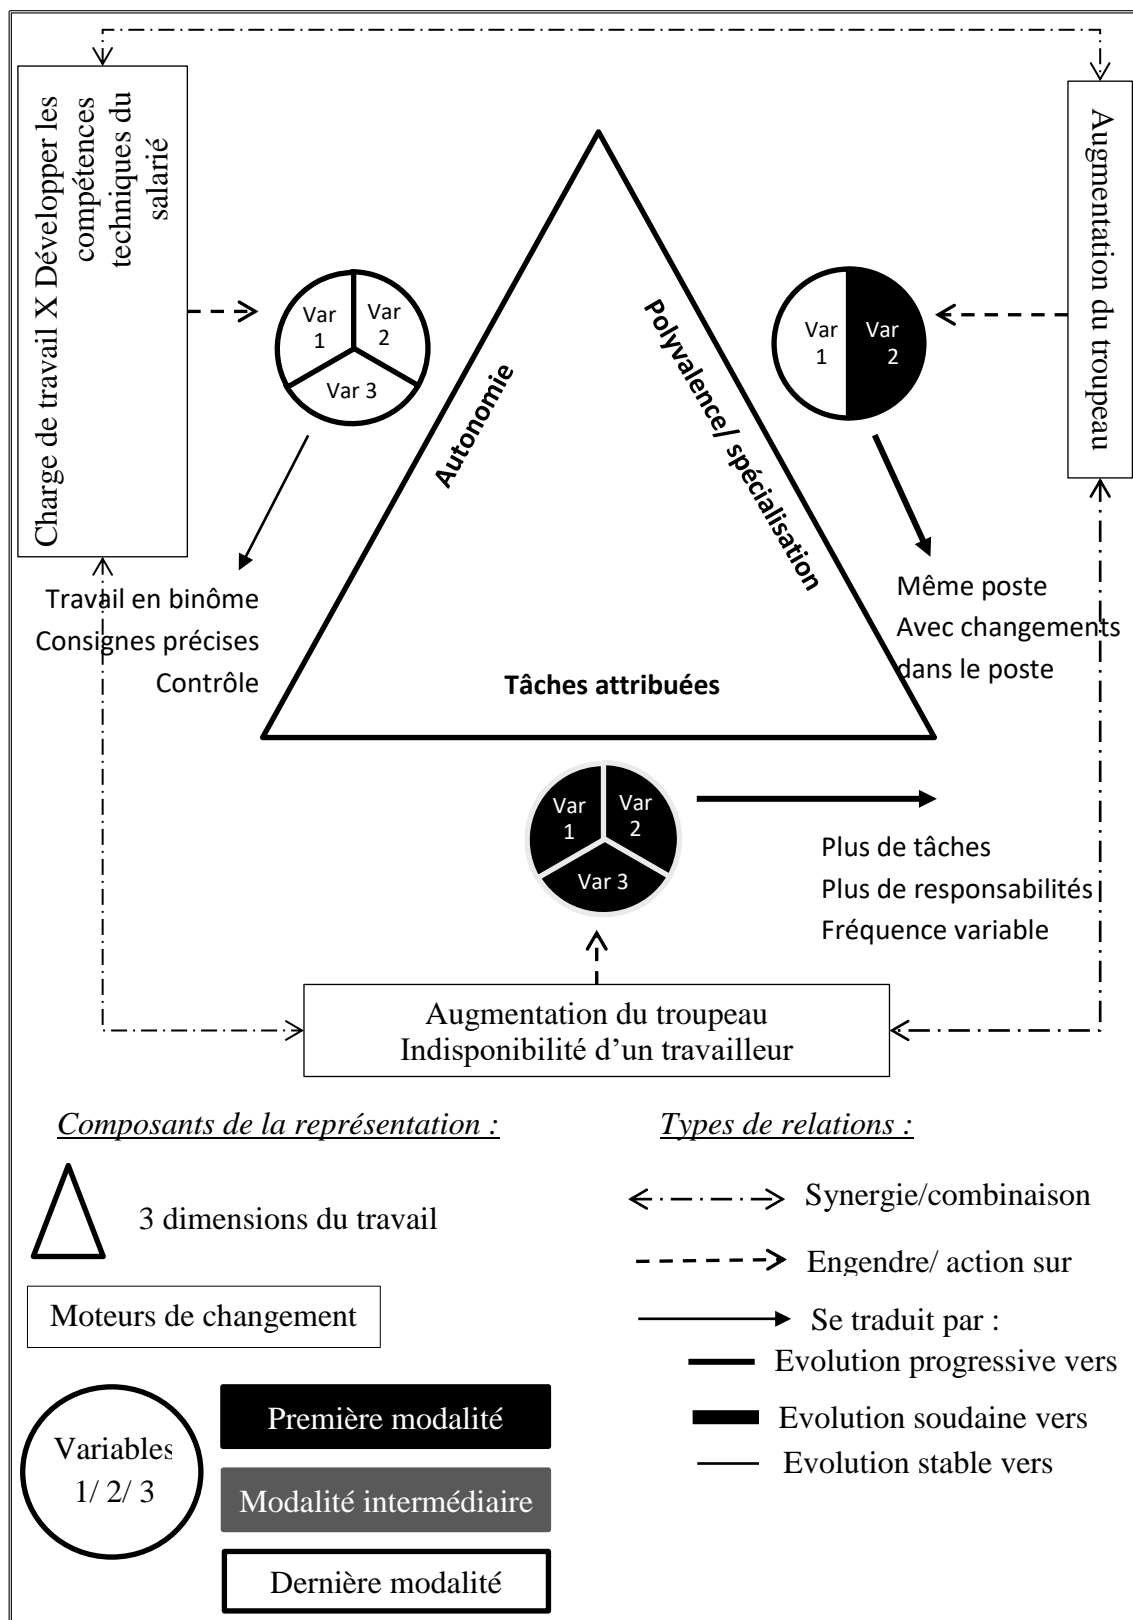 Charge de travail X Développer les
compétences
techniques du
salarié
Augmentation du troupeau
Var
1
Var
2
Var 3
Autonomie
Polyvalence/ spécialisation
Var
1
Var
2
Travail en binôme
Consignes précises
Contrôle
Même poste
Avec changements
dans le poste
Tâches attribuées
Var
1
Var
2
Var 3
Plus de tâches
Plus de responsabilités
Fréquence variable
Augmentation du troupeau
Indisponibilité d’un travailleur
Composants de la représentation :
3 dimensions du travail
Moteurs de changement
Variables
1/ 2/ 3
Première modalité
Modalité intermédiaire
Dernière modalité
Types de relations :
Synergie/combinaison
Engendre/ action sur
Se traduit par :
Evolution progressive vers
Evolution soudaine vers
Evolution stable vers